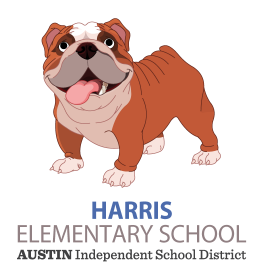 HARRIS
ELEMENTARY SCHOOL
AUSTIN Independent School District